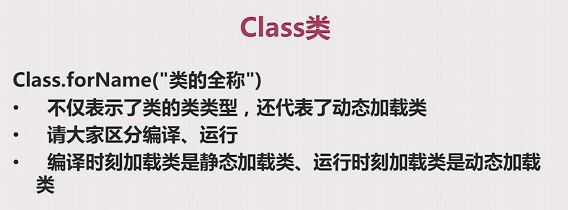 Class类
Class.forName("类的全称")
• 不仅表示了类的类类型，还代表了动态加载类
• 请大家区分编译、运行
• 编译时刻加载类是静态加载类、运行时刻加载类是动态加载
类